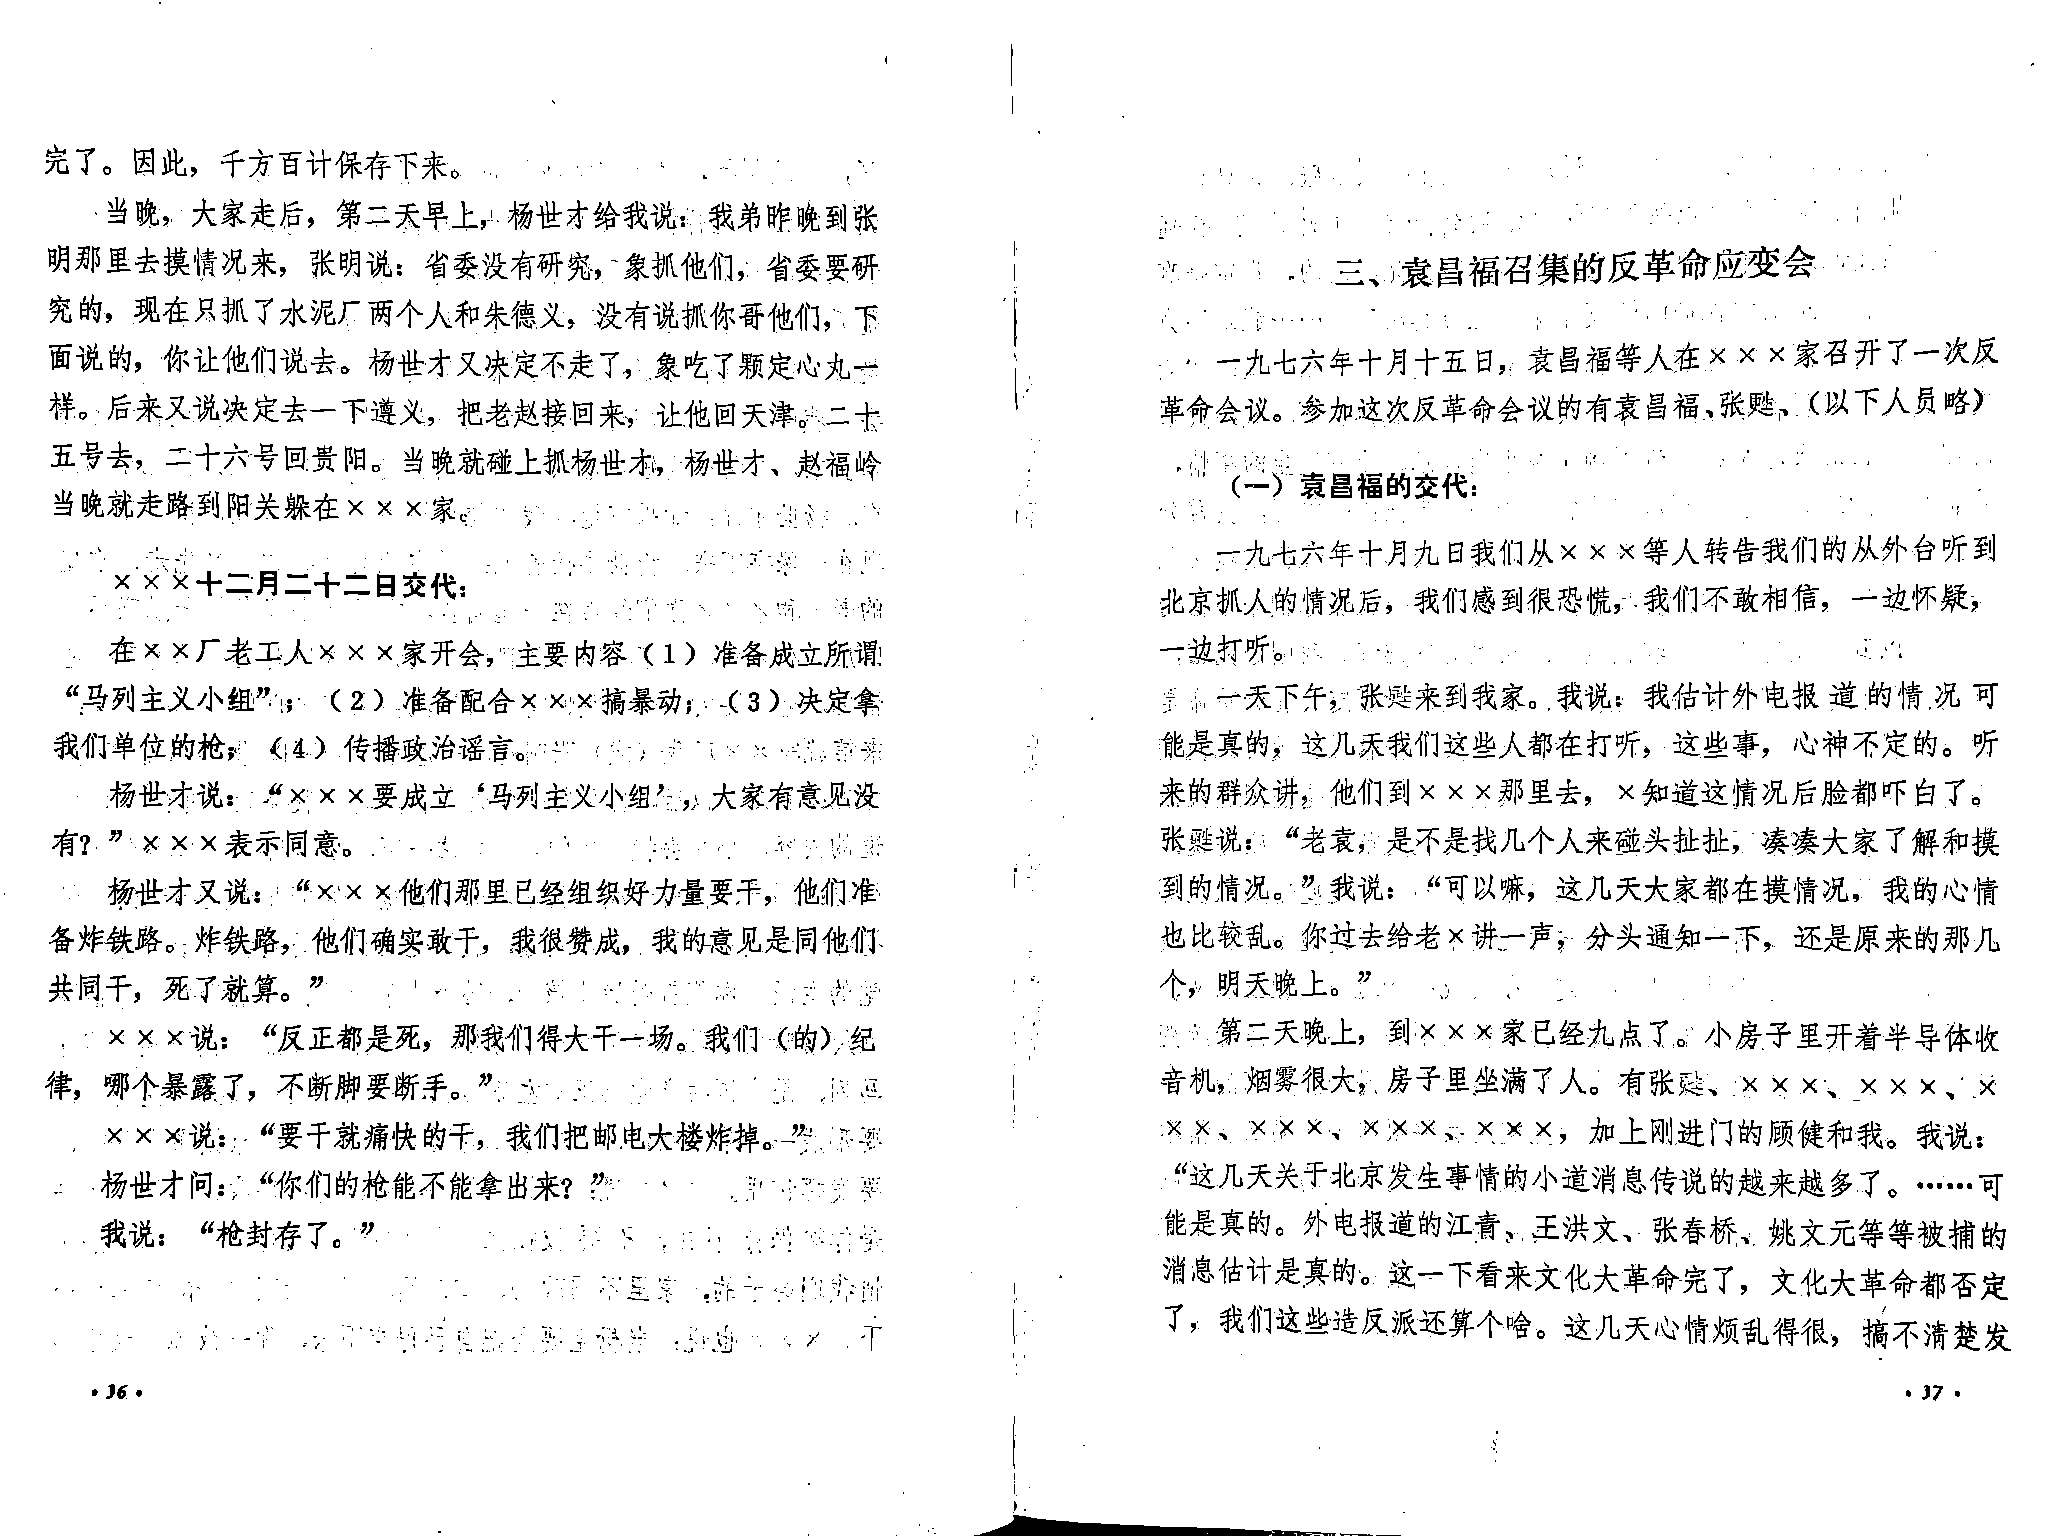 完了。因此，千方百计保存下来。
当晚，大家走后，第二天早上，杨世才给我说：我弟昨晚到张
明那里去摸情况来，张明说：省委没有研究，象抓他们，省委要研
究的，现在只抓了水泥厂两个人和朱德义，没有说抓你哥他们，下
面说的，你让他们说去。杨世才又决定不走了，象吃了颗定心丸一
样。后来又说决定去一下遵义，把老赵接回来，让他回天津。二十
五号去，二十六号回贵阳。当晚就碰上抓杨世才，杨世才、赵福岭
当晚就走路到阳关躲在×××家。
×××十二月二十二日交代：
在××厂老工人×××家开会，主要内容（1）准备成立所谓
“马列主义小组”；（2）准备配合×××搞暴动；（3）决定拿
我们单位的枪；（4）传播政治谣言。
杨世才说：“×××要成立‘马列主义小组’，大家有意见没
有？”×××表示同意。
杨世才又说：“×××他们那里已经组织好力量要干，他们准
备炸铁路。炸铁路，他们确实敢干，我很赞成，我的意见是同他们
共同干，死了就算。”
×××说：“反正都是死，那我们得大干一场。我们（的）纪
律，哪个暴露了，不断脚要断手。”
×××说：“要干就痛快的干，我们把邮电大楼炸掉。”
杨世才问：“你们的枪能不能拿出来？”
我说：“枪封存了。”
·36·
三、袁昌福召集的反革命应变会
一九七六年十月十五日，袁昌福等人在×××家召开了一次反
革命会议。参加这次反革命会议的有袁昌福、张甦、（以下人员略）
（一）袁昌福的交代：
一九七六年十月九日我们从×××等人转告我们的从外台听到
北京抓人的情况后，我们感到很恐慌，我们不敢相信，一边怀疑，
一边打听。
一天下午，张甦来到我家。我说：我估计外电报道的情况可
能是真的，这几天我们这些人都在打听，这些事，心神不定的。听
来的群众讲，他们到×××那里去，×知道这情况后脸都吓白了。
张甦说：“老袁，是不是找几个人来碰头扯扯，凑凑大家了解和摸
到的情况。”我说：“可以嘛，这几天大家都在摸情况，我的心情
也比较乱。你过去给老×讲一声，分头通知一下，还是原来的那几
个，明天晚上。”
第二天晚上，到×××家已经九点了。小房子里开着半导体收
音机，烟雾很大，房子里坐满了人。有张甦、×××、×××、×
××、×××、×××、×××，加上刚进门的顾健和我。我说：
“这几天关于北京发生事情的小道消息传说的越来越多了。……可
能是真的。外电报道的江青、王洪文、张春桥、姚文元等等被捕的
消息估计是真的。这一下看来文化大革命完了，文化大革命都否定
了，我们这些造反派还算个啥。这几天心情烦乱得很，搞不清楚发
·37·